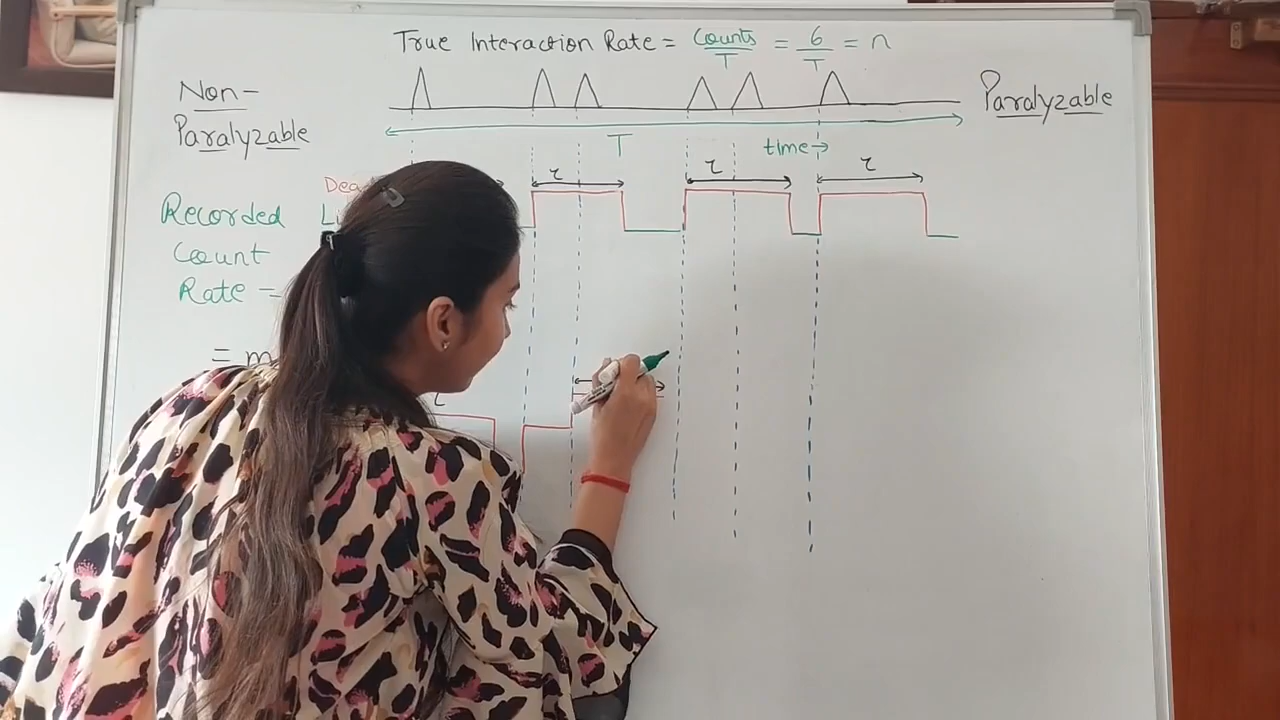 True Interaction Rate = Counts/T = 6/T = n
Non-
Paralyzable
Paralyzable
T
time→
τ τ τ
Recorded
Count
Rate =
= m
τ